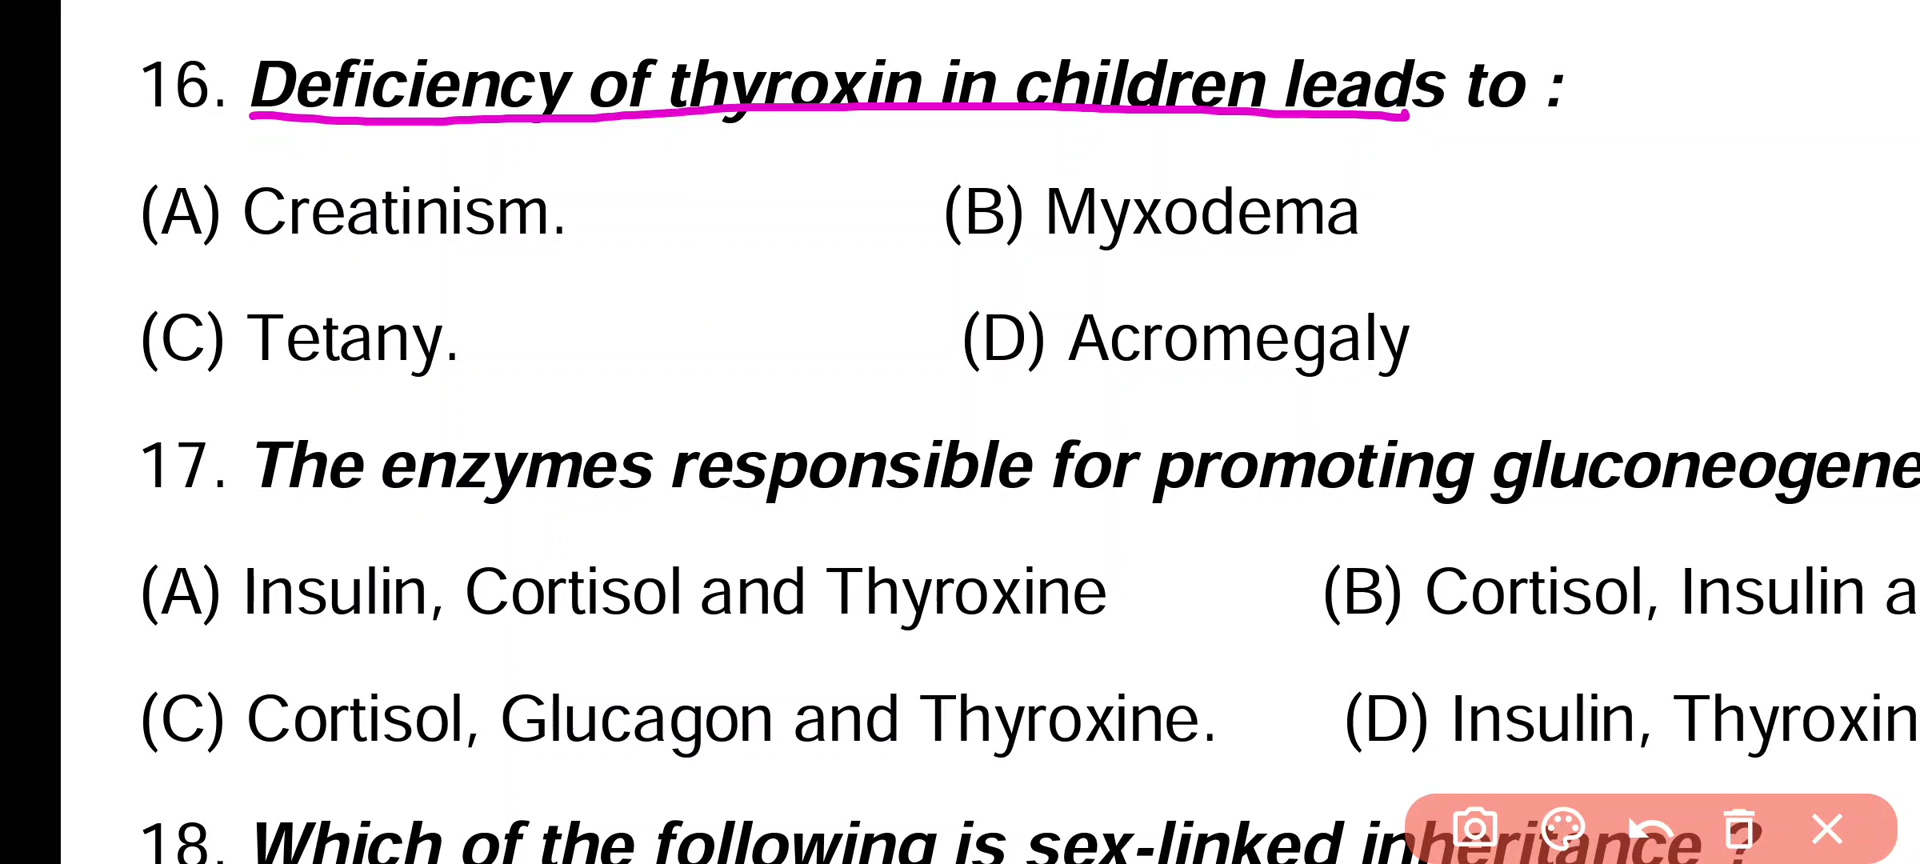 16. Deficiency of thyroxin in children leads to :
(A) Creatinism. (B) Myxodema
(C) Tetany. (D) Acromegaly
17. The enzymes responsible for promoting gluconeogene
(A) Insulin, Cortisol and Thyroxine (B) Cortisol, Insulin a
(C) Cortisol, Glucagon and Thyroxine. (D) Insulin, Thyroxin
18. Which of the following is sex-linked inheritance ?